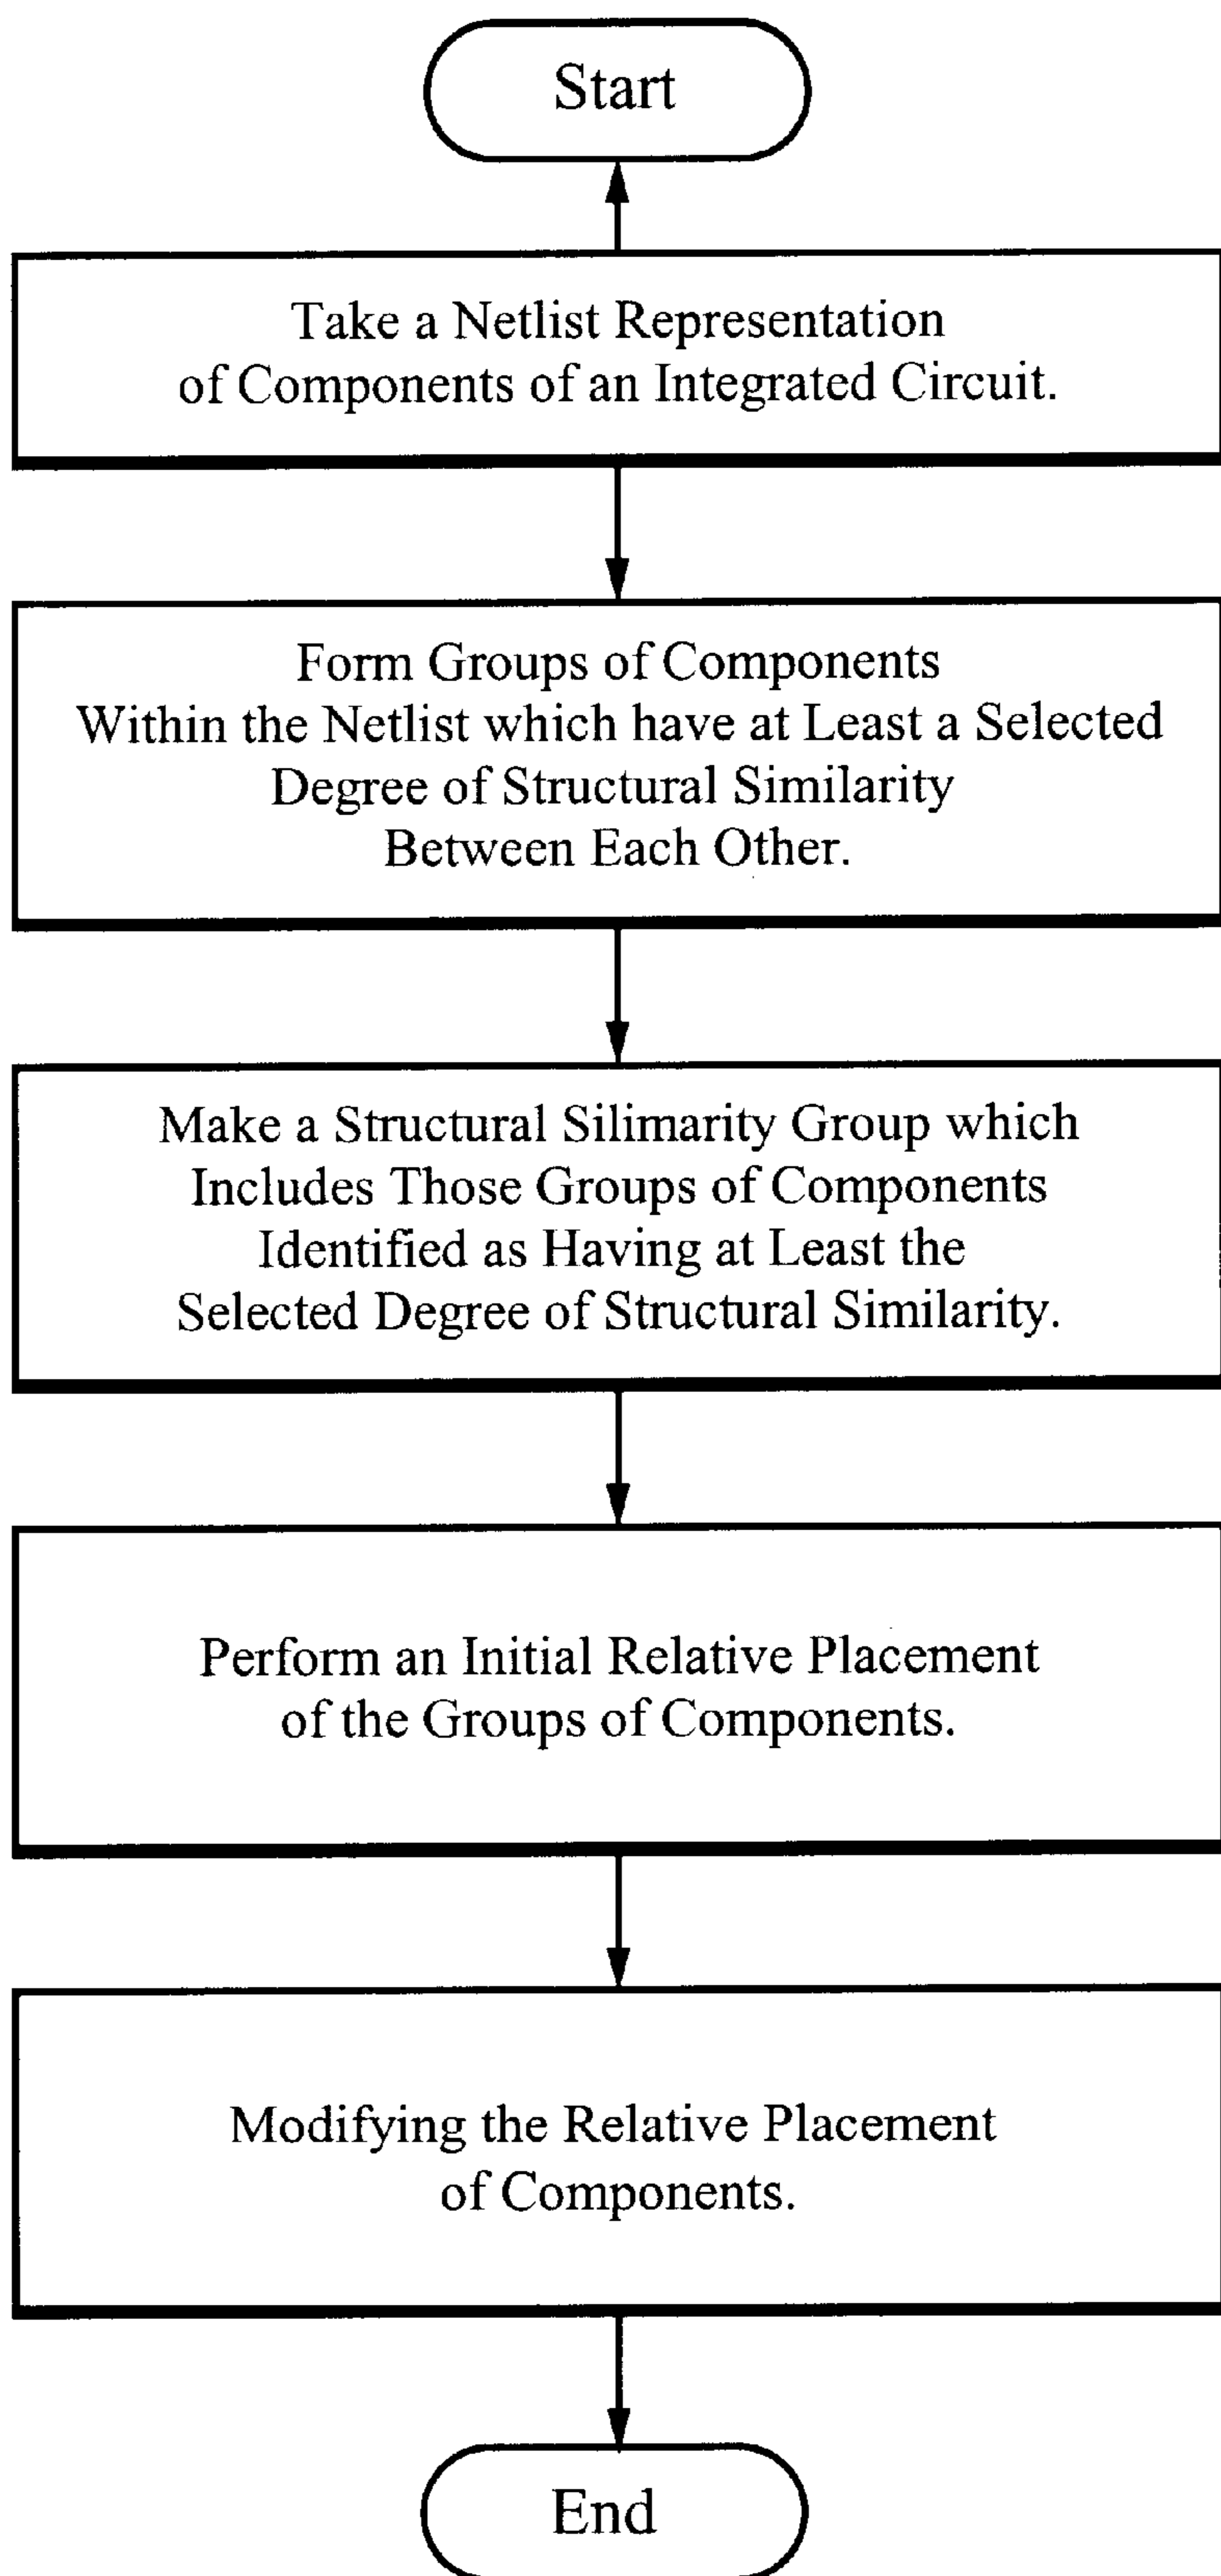 Start
Take a Netlist Representation
of Components of an Integrated Circuit.
Form Groups of Components
Within the Netlist which have at Least a Selected
Degree of Structural Similarity
Between Each Other.
Make a Structural Silimarity Group which
Includes Those Groups of Components
Identified as Having at Least the
Selected Degree of Structural Similarity.
Perform an Initial Relative Placement
of the Groups of Components.
Modifying the Relative Placement
of Components.
End